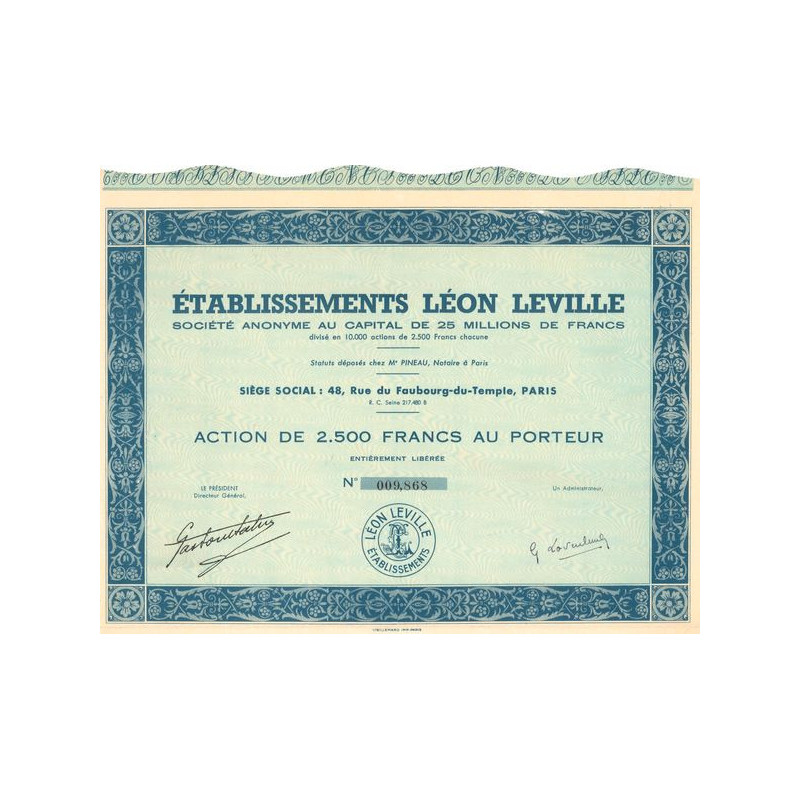 ÉTABLISSEMENTS LÉON LEVILLE
SOCIÉTÉ ANONYME AU CAPITAL DE 25 MILLIONS DE FRANCS
divisé en 10.000 actions de 2.500 Francs chacune
Statuts déposés chez Mᵉ PINEAU, Notaire à Paris
SIÈGE SOCIAL : 48, Rue du Faubourg-du-Temple, PARIS
R. C. Seine 217.480 B
ACTION DE 2.500 FRANCS AU PORTEUR
ENTIÈREMENT LIBÉRÉE
N° 009,868
LE PRÉSIDENT
Directeur Général,
Un Administrateur,
LÉON LEVILLE
ÉTABLISSEMENTS